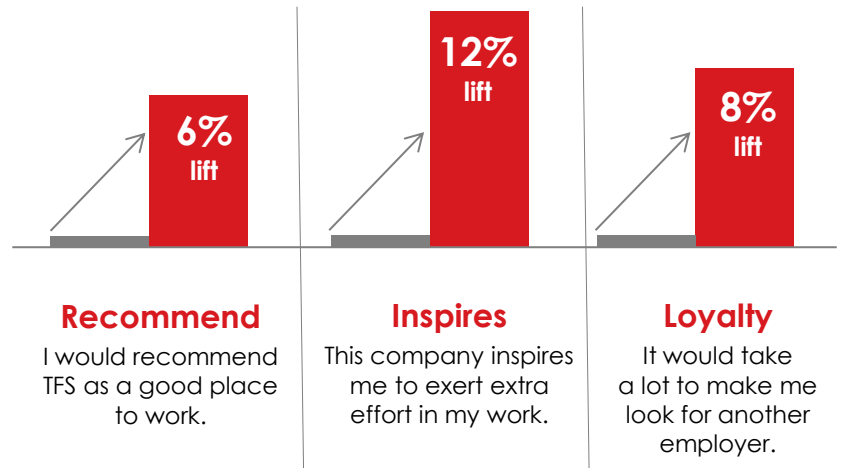 6%
lift
12%
lift
8%
lift
Recommend
I would recommend
TFS as a good place
to work.
Inspires
This company inspires
me to exert extra
effort in my work.
Loyalty
It would take
a lot to make me
look for another
employer.